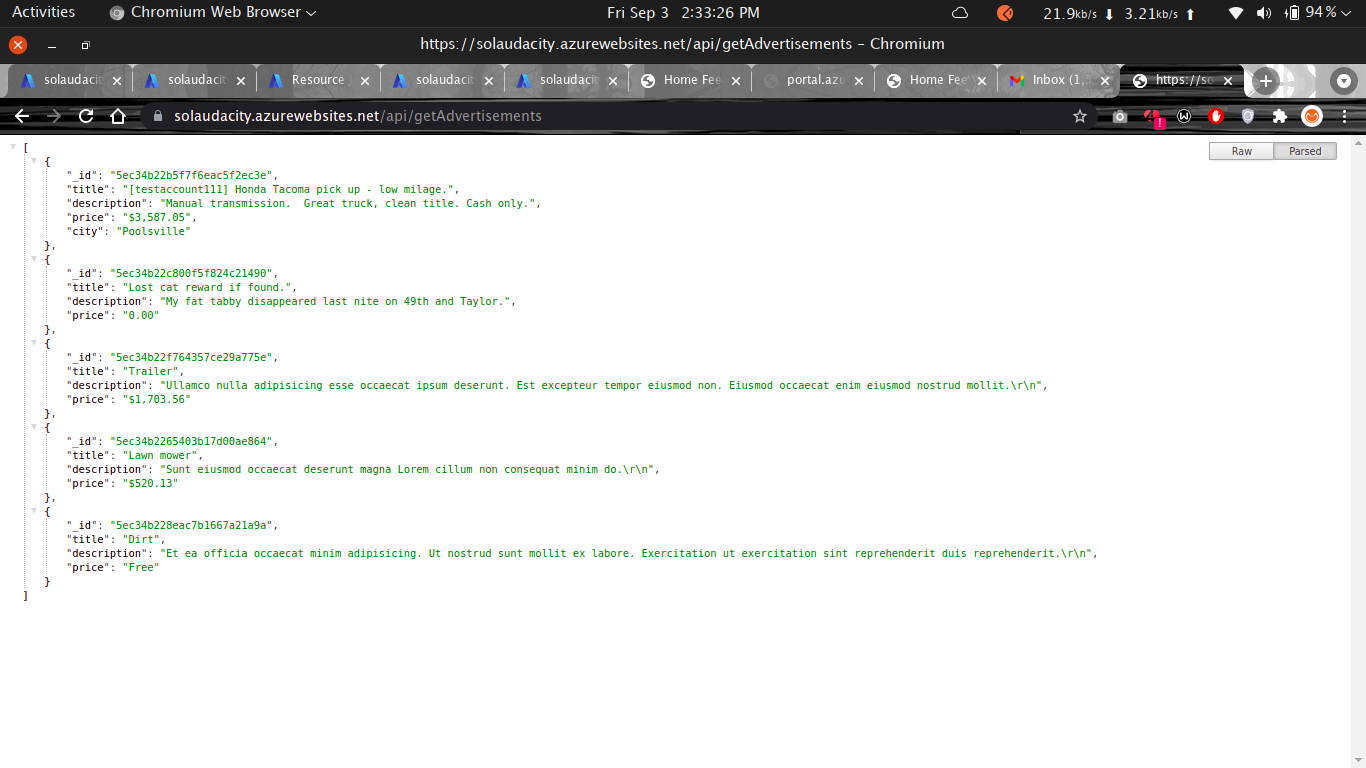 Activities Chromium Web Browser Fri Sep 3 2:33:26 PM 21.9kb/s 3.21kb/s 94%
https://solaudacity.azurewebsites.net/api/getAdvertisements – Chromium
solaudacit solaudacit Resource solaudacit solaudacit Home Fee portal.azu Home Fee Inbox (1, https://so
solaudacity.azurewebsites.net/api/getAdvertisements
Raw Parsed
[
{
"_id": "5ec34b22b5f7f6eac5f2ec3e",
"title": "[testaccount111] Honda Tacoma pick up - low milage.",
"description": "Manual transmission.  Great truck, clean title. Cash only.",
"price": "$3,587.05",
"city": "Poolsville"
},
{
"_id": "5ec34b22c800f5f824c21490",
"title": "Lost cat reward if found.",
"description": "My fat tabby disappeared last nite on 49th and Taylor.",
"price": "0.00"
},
{
"_id": "5ec34b22f764357ce29a775e",
"title": "Trailer",
"description": "Ullamco nulla adipisicing esse occaecat ipsum deserunt. Est excepteur tempor eiusmod non. Eiusmod occaecat enim eiusmod nostrud mollit.\r\n",
"price": "$1,703.56"
},
{
"_id": "5ec34b2265403b17d00ae864",
"title": "Lawn mower",
"description": "Sunt eiusmod occaecat deserunt magna Lorem cillum non consequat minim do.\r\n",
"price": "$520.13"
},
{
"_id": "5ec34b228eac7b1667a21a9a",
"title": "Dirt",
"description": "Et ea officia occaecat minim adipisicing. Ut nostrud sunt mollit ex labore. Exercitation ut exercitation sint reprehenderit duis reprehenderit.\r\n",
"price": "Free"
}
]